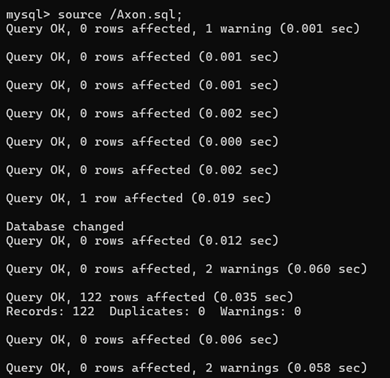 mysql> source /Axon.sql;
Query OK, 0 rows affected, 1 warning (0.001 sec)
Query OK, 0 rows affected (0.001 sec)
Query OK, 0 rows affected (0.001 sec)
Query OK, 0 rows affected (0.002 sec)
Query OK, 0 rows affected (0.000 sec)
Query OK, 0 rows affected (0.002 sec)
Query OK, 1 row affected (0.019 sec)
Database changed
Query OK, 0 rows affected (0.012 sec)
Query OK, 0 rows affected, 2 warnings (0.060 sec)
Query OK, 122 rows affected (0.035 sec)
Records: 122  Duplicates: 0  Warnings: 0
Query OK, 0 rows affected (0.006 sec)
Query OK, 0 rows affected, 2 warnings (0.058 sec)